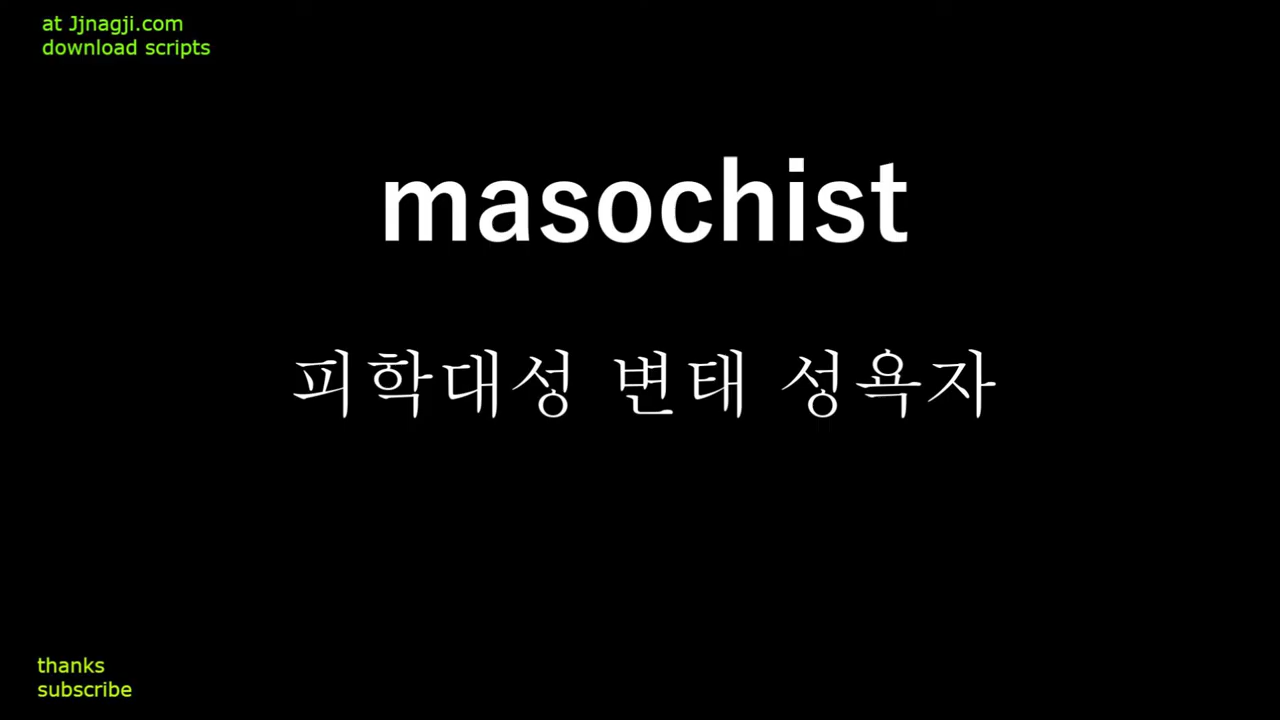 at Jjnagji.com
download scripts
masochist
피학대성 변태 성욕자
thanks
subscribe